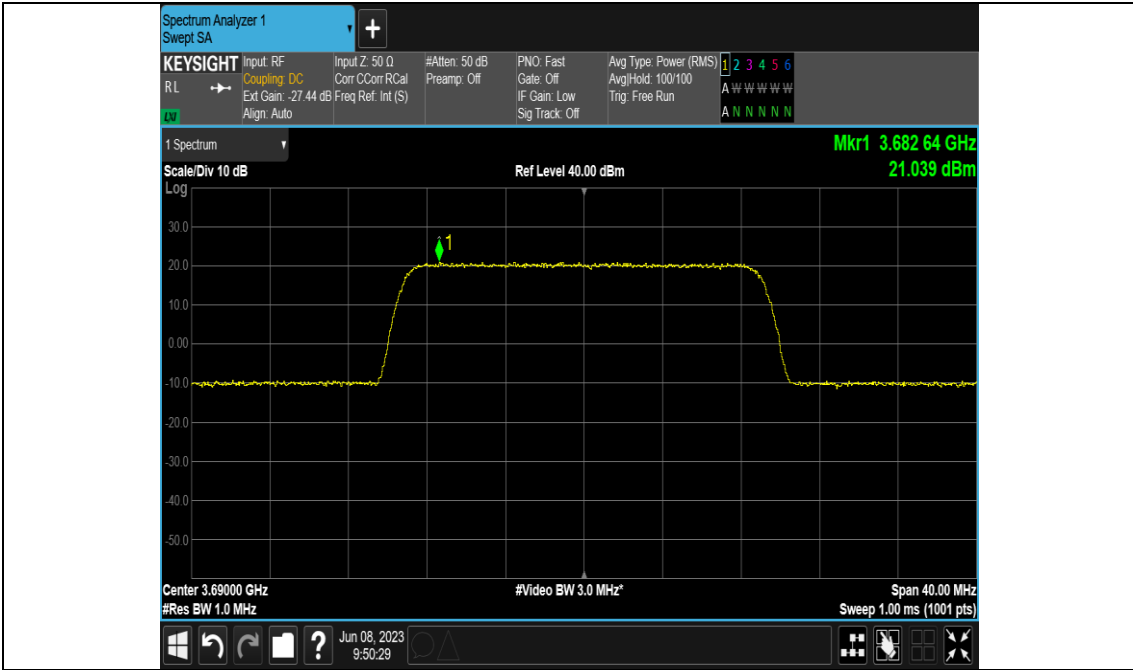 Spectrum Analyzer 1
Swept SA
+
KEYSIGHT
RL
LXI
Input: RF
Coupling: DC
Ext Gain: -27.44 dB
Align: Auto
Input Z: 50 Ω
Corr CCorr RCal
Freq Ref: Int (S)
#Atten: 50 dB
Preamp: Off
PNO: Fast
Gate: Off
IF Gain: Low
Sig Track: Off
Avg Type: Power (RMS)
Avg|Hold: 100/100
Trig: Free Run
1 2 3 4 5 6
A W W W W W
A N N N N N
1 Spectrum
Mkr1 3.682 64 GHz
21.039 dBm
Scale/Div 10 dB
Ref Level 40.00 dBm
Log
30.0
20.0
10.0
0.00
-10.0
-20.0
-30.0
-40.0
-50.0
1
Center 3.69000 GHz
#Video BW 3.0 MHz*
Span 40.00 MHz
#Res BW 1.0 MHz
Sweep 1.00 ms (1001 pts)
?
Jun 08, 2023
9:50:29